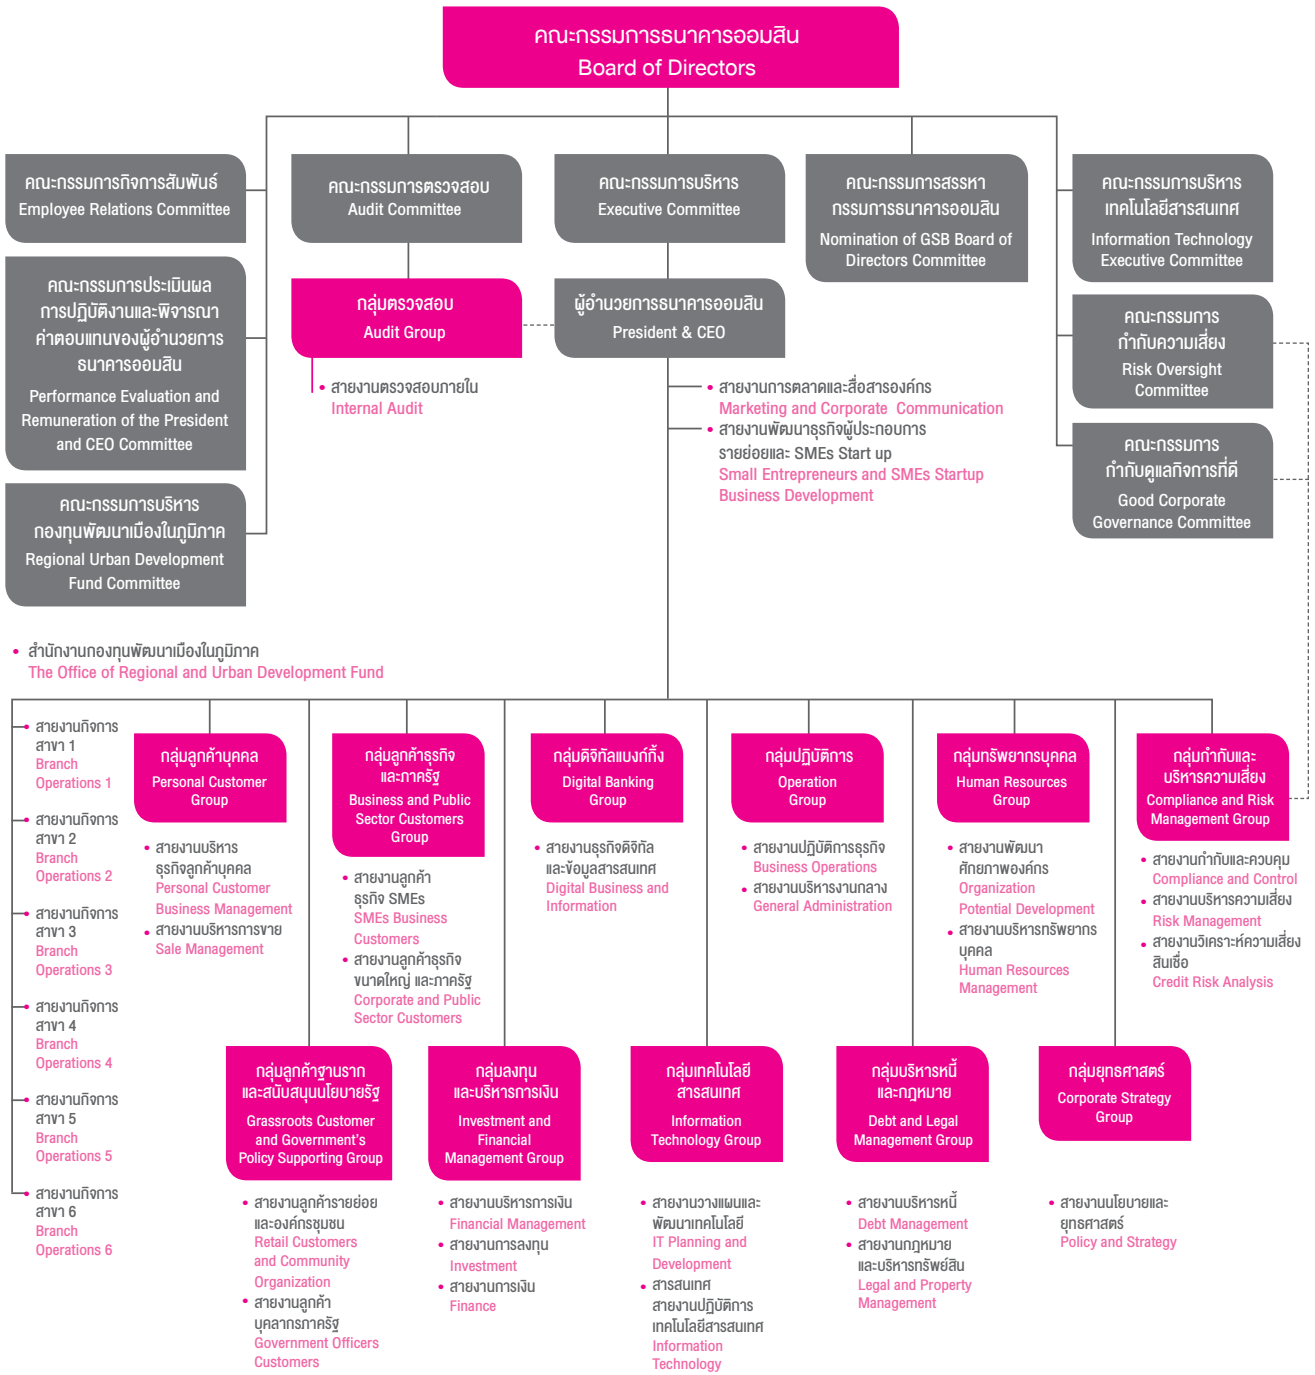 คณะกรรมการธนาคารออมสิน
Board of Directors
คณะกรรมการกิจการสัมพันธ์
Employee Relations Committee
คณะกรรมการตรวจสอบ
Audit Committee
คณะกรรมการบริหาร
Executive Committee
คณะกรรมการสรรหา
กรรมการธนาคารออมสิน
Nomination of GSB Board of
Directors Committee
คณะกรรมการบริหาร
เทคโนโลยีสารสนเทศ
Information Technology
Executive Committee
คณะกรรมการประเมินผล
การปฏิบัติงานและพิจารณา
ค่าตอบแทนของผู้อำนวยการ
ธนาคารออมสิน
Performance Evaluation and
Remuneration of the President
and CEO Committee
กลุ่มตรวจสอบ
Audit Group
ผู้อำนวยการธนาคารออมสิน
President & CEO
คณะกรรมการ
กำกับความเสี่ยง
Risk Oversight
Committee
• สายงานตรวจสอบภายใน
Internal Audit
• สายงานการตลาดและสื่อสารองค์กร
Marketing and Corporate Communication
• สายงานพัฒนาธุรกิจผู้ประกอบการ
รายย่อยและ SMEs Start up
Small Entrepreneurs and SMEs Startup
Business Development
คณะกรรมการ
กำกับดูแลกิจการที่ดี
Good Corporate
Governance Committee
คณะกรรมการบริหาร
กองทุนพัฒนาเมืองในภูมิภาค
Regional Urban Development
Fund Committee
• สำนักงานกองทุนพัฒนาเมืองในภูมิภาค
The Office of Regional and Urban Development Fund
• สายงานกิจการ
สาขา 1
Branch
Operations 1
• สายงานกิจการ
สาขา 2
Branch
Operations 2
• สายงานกิจการ
สาขา 3
Branch
Operations 3
• สายงานกิจการ
สาขา 4
Branch
Operations 4
• สายงานกิจการ
สาขา 5
Branch
Operations 5
• สายงานกิจการ
สาขา 6
Branch
Operations 6
กลุ่มลูกค้าบุคคล
Personal Customer
Group
• สายงานบริหาร
ธุรกิจลูกค้าบุคคล
Personal Customer
Business Management
• สายงานบริหารการขาย
Sale Management
กลุ่มลูกค้าธุรกิจ
และภาครัฐ
Business and Public
Sector Customers
Group
• สายงานลูกค้า
ธุรกิจ SMEs
SMEs Business
Customers
• สายงานลูกค้าธุรกิจ
ขนาดใหญ่ และภาครัฐ
Corporate and Public
Sector Customers
กลุ่มดิจิทัลแบงก์กิ้ง
Digital Banking
Group
• สายงานธุรกิจดิจิทัล
และข้อมูลสารสนเทศ
Digital Business and
Information
กลุ่มปฏิบัติการ
Operation
Group
• สายงานปฏิบัติการธุรกิจ
Business Operations
• สายงานบริหารงานกลาง
General Administration
กลุ่มทรัพยากรบุคคล
Human Resources
Group
• สายงานพัฒนา
ศักยภาพองค์กร
Organization
Potential Development
• สายงานบริหารทรัพยากร
บุคคล
Human Resources
Management
กลุ่มกำกับและ
บริหารความเสี่ยง
Compliance and Risk
Management Group
• สายงานกำกับและควบคุม
Compliance and Control
• สายงานบริหารความเสี่ยง
Risk Management
• สายงานวิเคราะห์ความเสี่ยง
สินเชื่อ
Credit Risk Analysis
กลุ่มลูกค้าฐานราก
และสนับสนุนนโยบายรัฐ
Grassroots Customer
and Government's
Policy Supporting Group
• สายงานลูกค้ารายย่อย
และองค์กรชุมชน
Retail Customers
and Community
Organization
• สายงานลูกค้า
บุคลากรภาครัฐ
Government Officers
Customers
กลุ่มลงทุน
และบริหารการเงิน
Investment and
Financial
Management Group
• สายงานบริหารการเงิน
Financial Management
• สายงานการลงทุน
Investment
• สายงานการเงิน
Finance
กลุ่มเทคโนโลยี
สารสนเทศ
Information
Technology Group
• สายงานวางแผนและ
พัฒนาเทคโนโลยี
IT Planning and
Development
• สารสนเทศ
สายงานปฏิบัติการ
เทคโนโลยีสารสนเทศ
Information
Technology
กลุ่มบริหารหนี้
และกฎหมาย
Debt and Legal
Management Group
• สายงานบริหารหนี้
Debt Management
• สายงานกฎหมาย
และบริหารทรัพย์สิน
Legal and Property
Management
กลุ่มยุทธศาสตร์
Corporate Strategy
Group
• สายงานนโยบายและ
ยุทธศาสตร์
Policy and Strategy